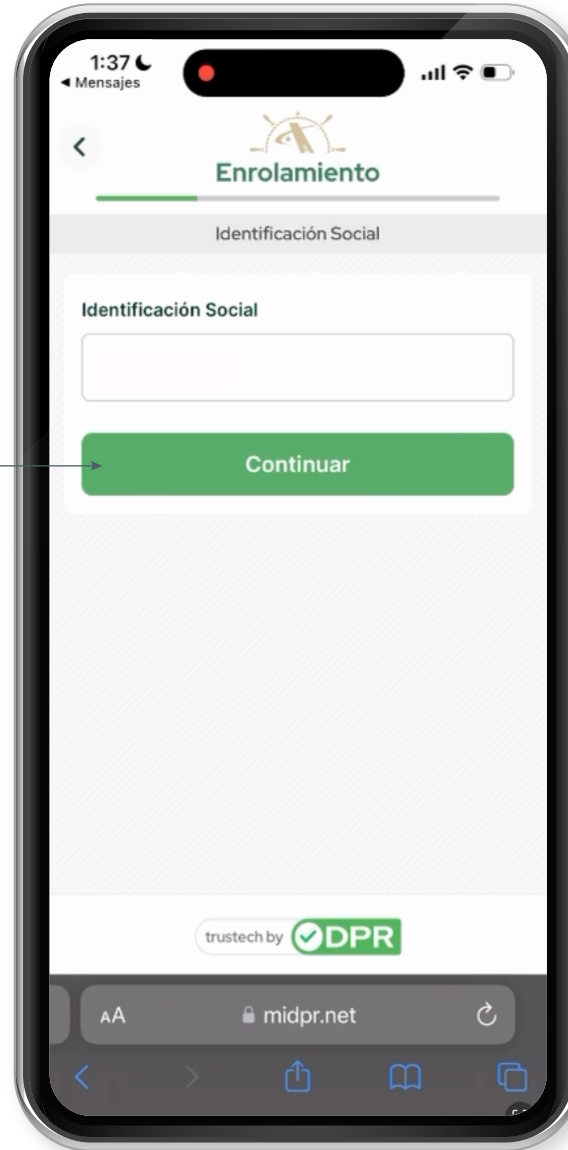 1:37
◀ Mensajes
Enrolamiento
Identificación Social
Identificación Social
Continuar
trustech by DPR
AA midpr.net